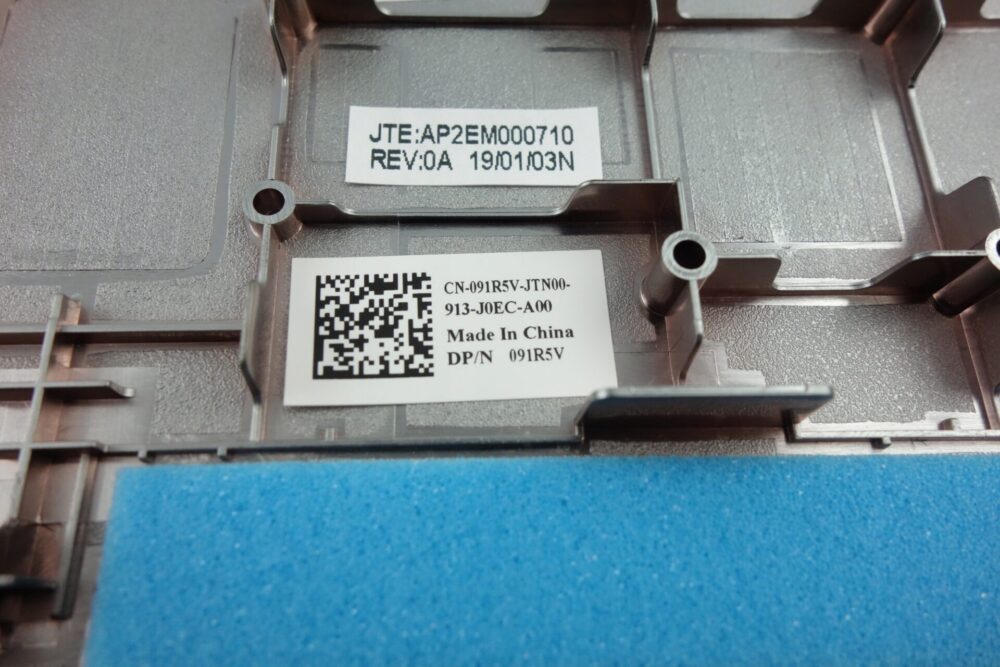 JTE:AP2EM000710
REV:0A 19/01/03N
CN-091R5V-JTN00-
913-J0EC-A00
Made In China
DP/N 091R5V